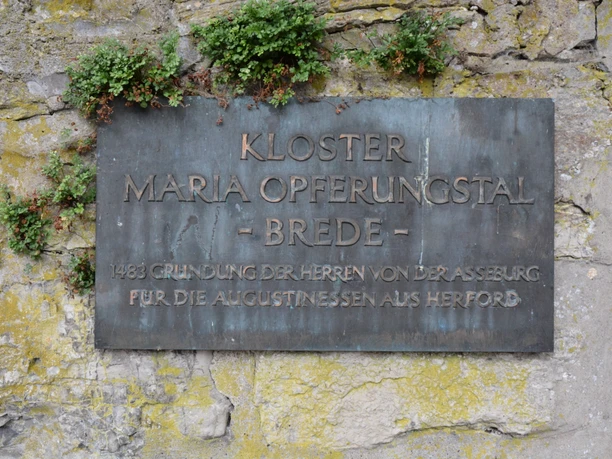 KLOSTER
MARIA OPFERUNGSTAL
- BREDE -
1483 GRÜNDUNG DER HERREN VON DER ASSEBURG
FÜR DIE AUGUSTINESSEN AUS HERFORD